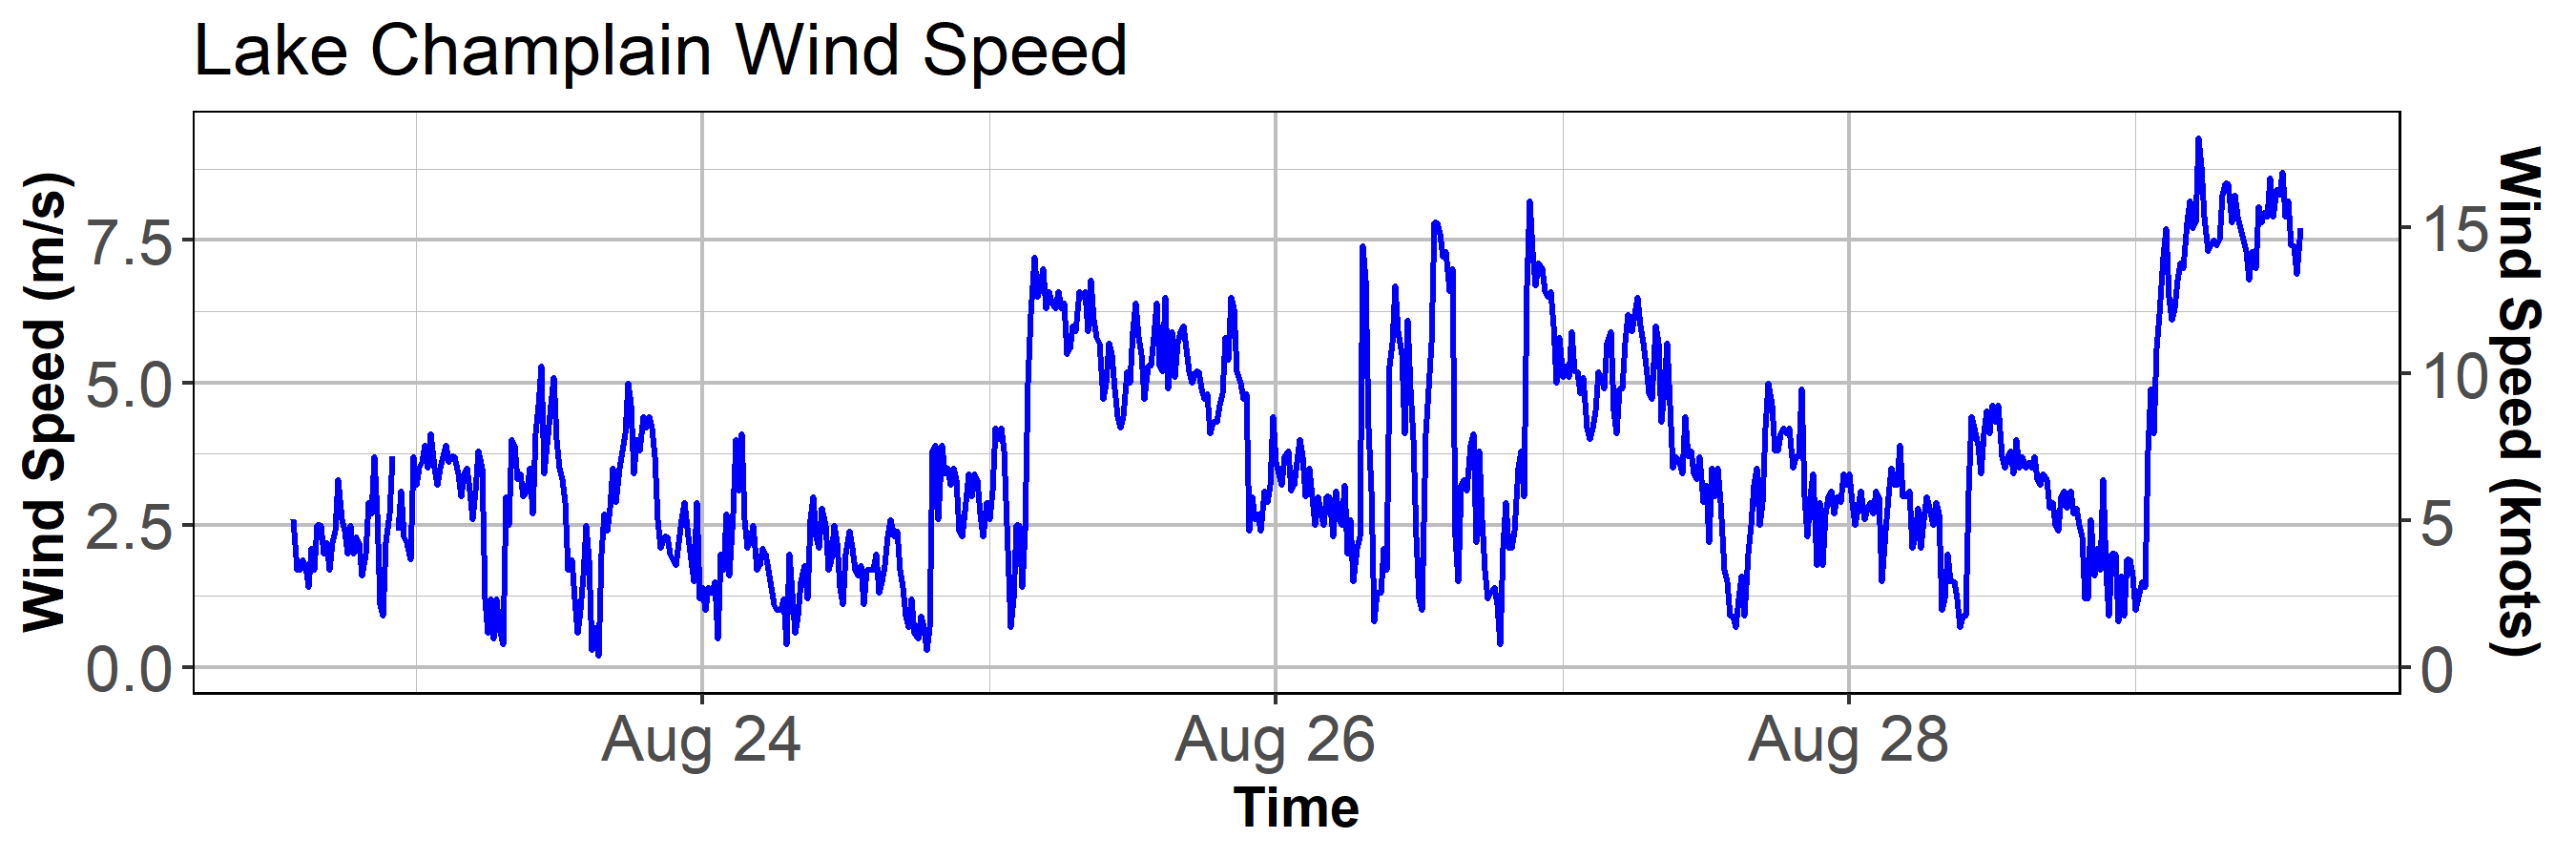 Lake Champlain Wind Speed
Wind Speed (m/s)
7.5
5.0
2.5
0.0
15
10
5
0
Wind Speed (knots)
Aug 24
Aug 26
Aug 28
Time